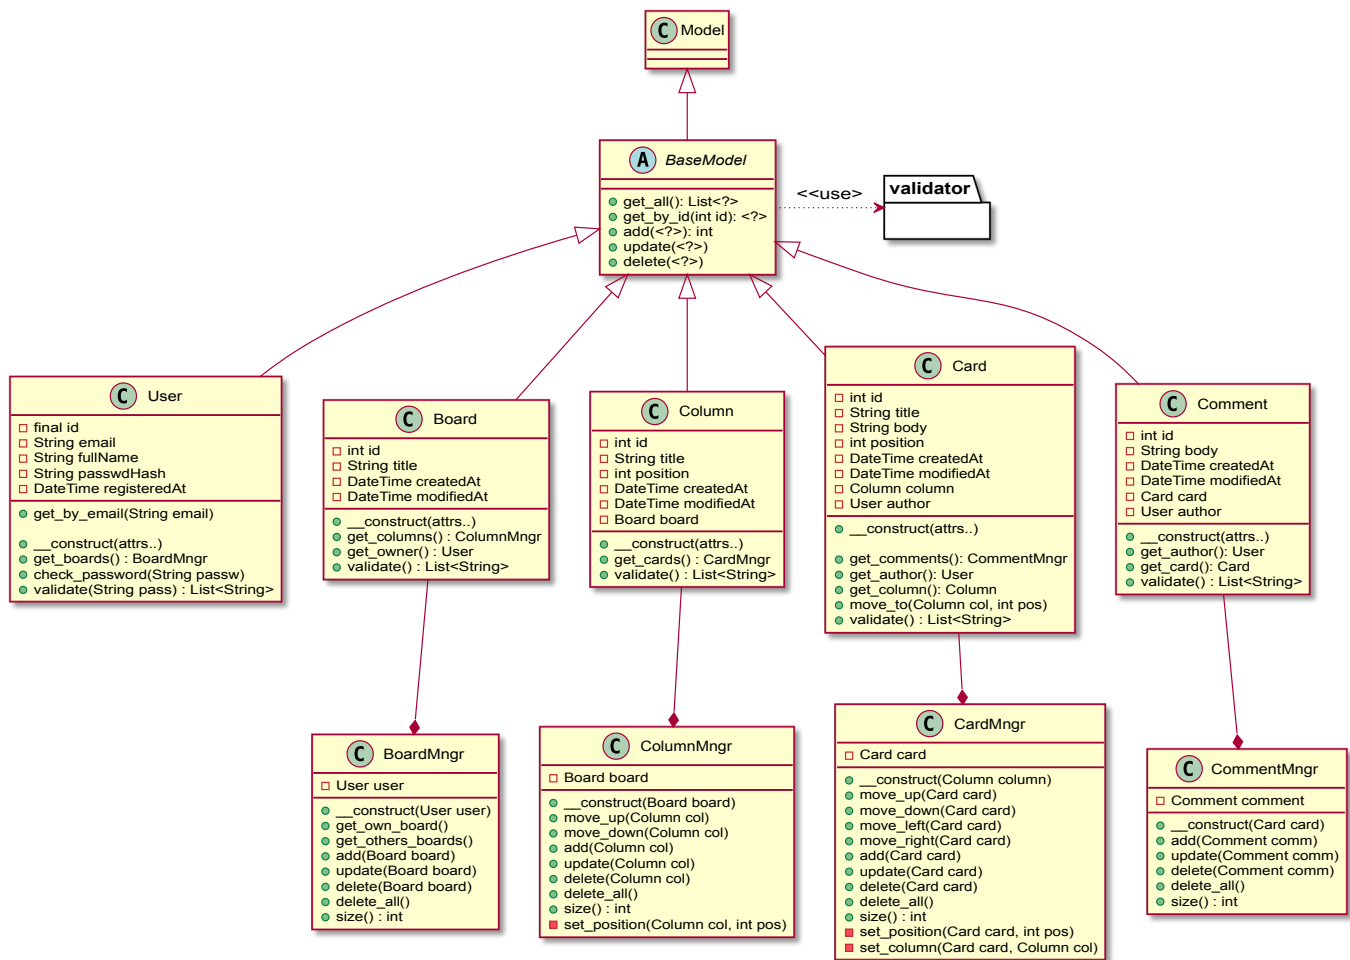 C Model
A BaseModel
get_all(): List<?>
get_by_id(int id): <?>
add(<?>): int
update(<?>)
delete(<?>)
<<use>
validator
C User
final id
String email
String fullName
String passwdHash
DateTime registeredAt
get_by_email(String email)
__construct(attrs..)
get_boards() : BoardMngr
check_password(String passw)
validate(String pass) : List<String>
C Board
int id
String title
DateTime createdAt
DateTime modifiedAt
__construct(attrs..)
get_columns() : ColumnMngr
get_owner() : User
validate() : List<String>
C Column
int id
String title
int position
DateTime createdAt
DateTime modifiedAt
Board board
__construct(attrs..)
get_cards() : CardMngr
validate() : List<String>
C Card
int id
String title
String body
int position
DateTime createdAt
DateTime modifiedAt
Column column
User author
__construct(attrs..)
get_comments(): CommentMngr
get_author(): User
get_column(): Column
move_to(Column col, int pos)
validate() : List<String>
C Comment
int id
String body
DateTime createdAt
DateTime modifiedAt
Card card
User author
__construct(attrs..)
get_author(): User
get_card(): Card
validate() : List<String>
C BoardMngr
User user
__construct(User user)
get_own_board()
get_others_boards()
add(Board board)
update(Board board)
delete(Board board)
delete_all()
size() : int
C ColumnMngr
Board board
__construct(Board board)
move_up(Column col)
move_down(Column col)
add(Column col)
update(Column col)
delete(Column col)
delete_all()
size() : int
set_position(Column col, int pos)
C CardMngr
Card card
__construct(Column column)
move_up(Card card)
move_down(Card card)
move_left(Card card)
move_right(Card card)
add(Card card)
update(Card card)
delete(Card card)
delete_all()
size() : int
set_position(Card card, int pos)
set_column(Card card, Column col)
C CommentMngr
Comment comment
__construct(Card card)
add(Comment comm)
update(Comment comm)
delete(Comment comm)
delete_all()
size() : int